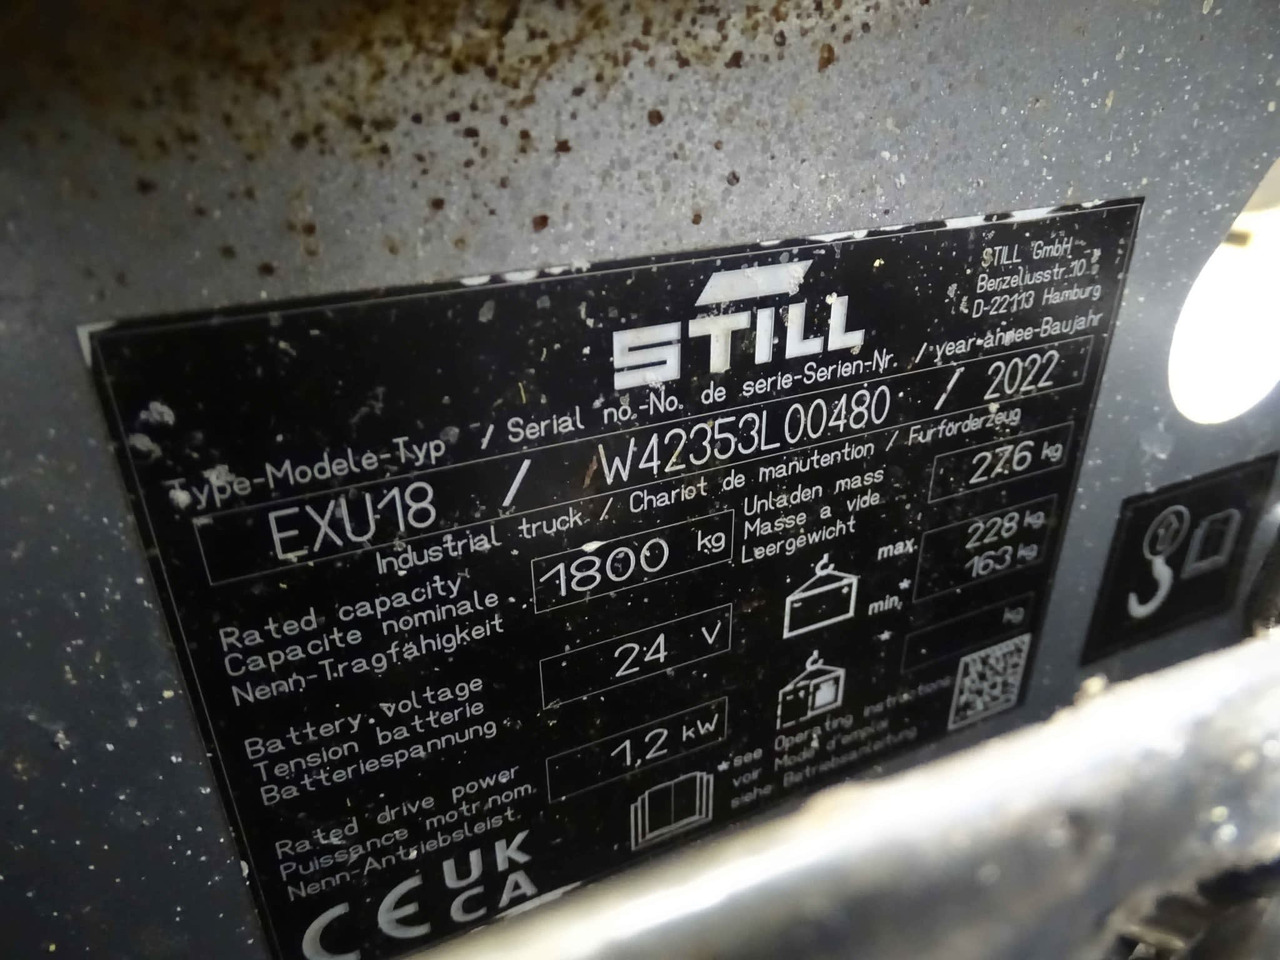 STILL
STILL GmbH
Berzeliusstr. 10
D-22113 Hamburg
Type-Modele-Typ / Serial no.-No. de serie-Serien-Nr. / year-annee-Baujahr
EXU18 / W42353L00480 / 2022
Industrial truck / Chariot de manutention / Furförderzeug
Rated capacity
Capacite nominale
Nenn-Tragfähigkeit
1800 kg
Unladen mass
Masse a vide
Leergewicht
276 kg
Battery voltage
Tension batterie
Batteriespannung
24 V
max. 228 kg
* min. 163 kg
Rated drive power
Puissance motr.nom.
Nenn-Antriebsleist.
1,2 kW
* kg
*see Operating instructions
voir Mode d'emploi
siehe Betriebsanleitung
CE UK
CA